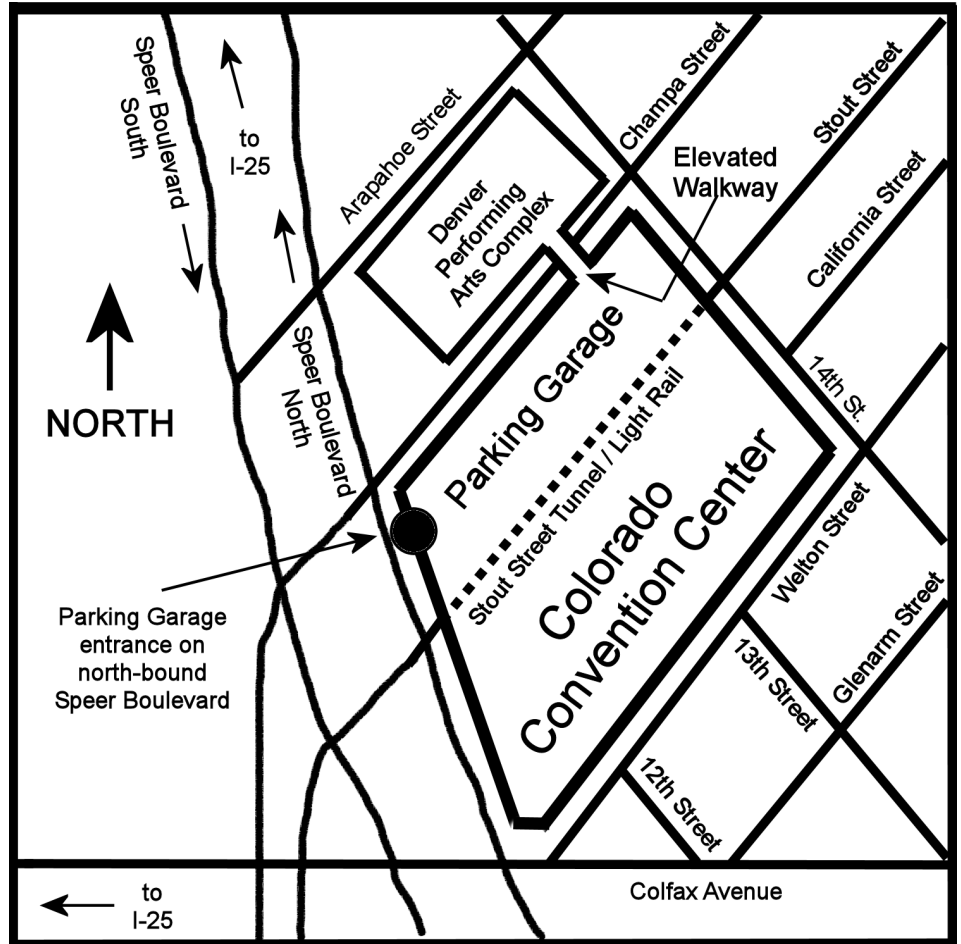 Speer Boulevard
South
to
I-25
Arapahoe Street
Champa Street
Stout Street
California Street
Elevated
Walkway
Denver
Performing
Arts Complex
NORTH
Speer Boulevard
North
Parking Garage
Stout Street Tunnel / Light Rail
14th St.
Colorado
Convention Center
Welton Street
Parking Garage
entrance on
north-bound
Speer Boulevard
13th Street
Glenarm Street
12th Street
to
I-25
Colfax Avenue